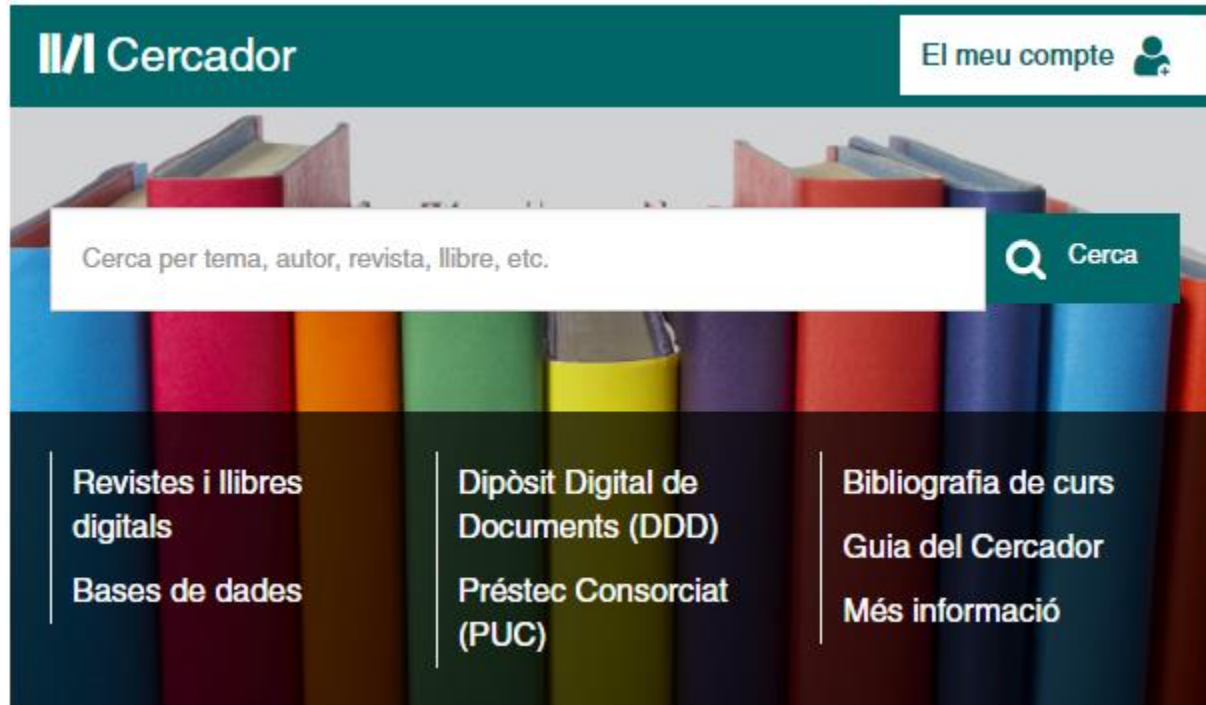 Cercador
El meu compte
Cerca per tema, autor, revista, llibre, etc.
Cerca
Revistes i llibres
digitals
Bases de dades
Dipòsit Digital de
Documents (DDD)
Préstec Consorciat
(PUC)
Bibliografia de curs
Guia del Cercador
Més informació